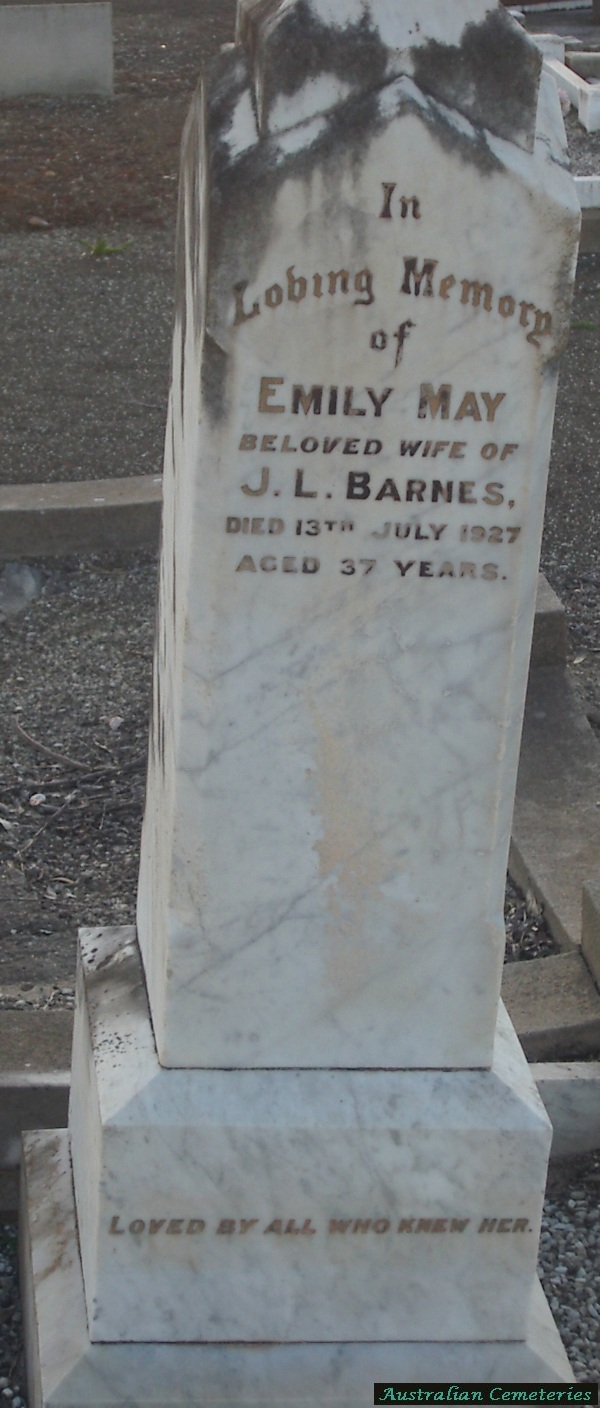 In
Loving Memory
of
EMILY MAY
BELOVED WIFE OF
J. L. BARNES,
DIED 13TH JULY 1927
AGED 37 YEARS.
LOVED BY ALL WHO KNEW HER.
Australian Cemeteries